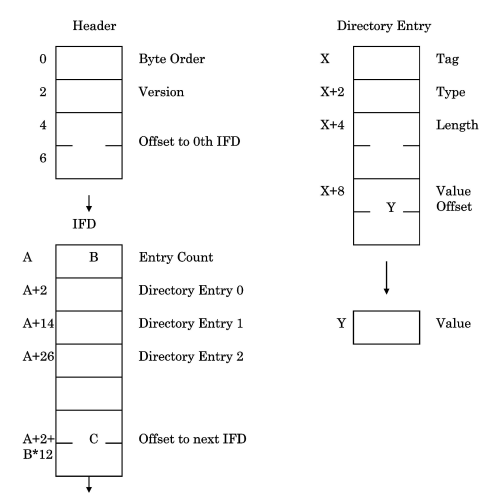 Header
0 Byte Order
2 Version
4
Offset to 0th IFD
6
IFD
A B Entry Count
A+2 Directory Entry 0
A+14 Directory Entry 1
A+26 Directory Entry 2
A+2+ C Offset to next IFD
B*12
Directory Entry
X Tag
X+2 Type
X+4 Length
X+8 Value
Y Offset
Y Value